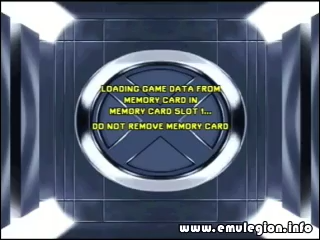 LOADING GAME DATA FROM
MEMORY CARD IN
MEMORY CARD SLOT 1...
DO NOT REMOVE MEMORY CARD
www.emulegion.info